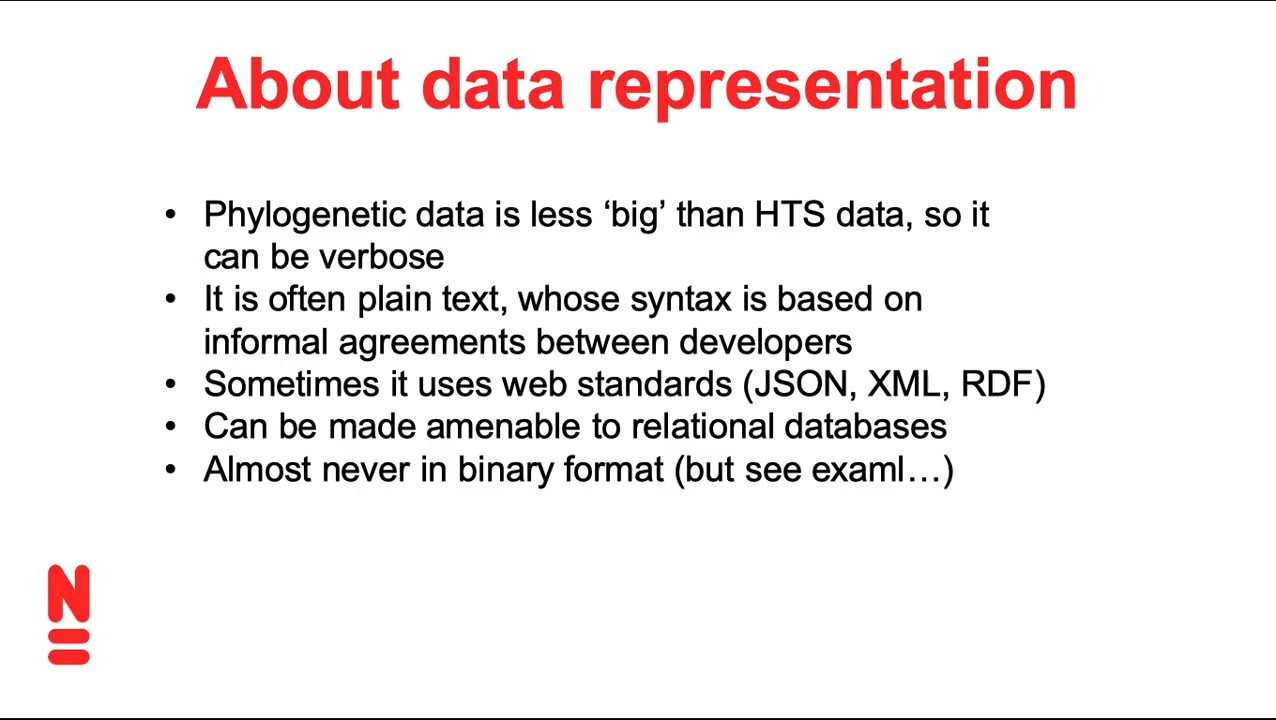 About data representation
• Phylogenetic data is less ‘big’ than HTS data, so it
can be verbose
• It is often plain text, whose syntax is based on
informal agreements between developers
• Sometimes it uses web standards (JSON, XML, RDF)
• Can be made amenable to relational databases
• Almost never in binary format (but see examl…)
N